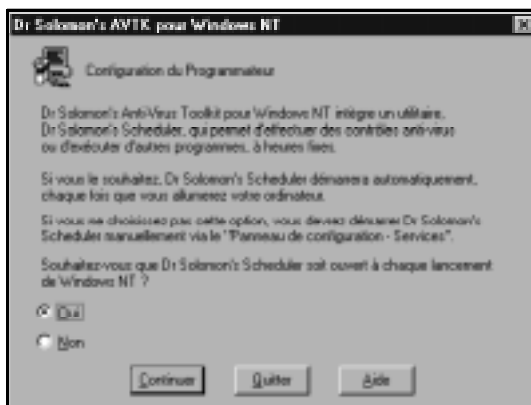 Dr Solomon's AVTK pour Windows NT
Configuration du Programmateur
Dr Solomon's Anti-Virus Toolkit pour Windows NT intègre un utilitaire,
Dr Solomon's Scheduler, qui permet d'effectuer des contrôles anti-virus
ou d'exécuter d'autres programmes, à heures fixes.
Si vous le souhaitez, Dr Solomon's Scheduler démarrera automatiquement,
chaque fois que vous allumerez votre ordinateur.
Si vous ne choisissez pas cette option, vous devrez démarrer Dr Solomon's
Scheduler manuellement via le "Panneau de configuration - Services".
Souhaitez-vous que Dr Solomon's Scheduler soit ouvert à chaque lancement
de Windows NT ?
Oui
Non
Continuer Quitter Aide